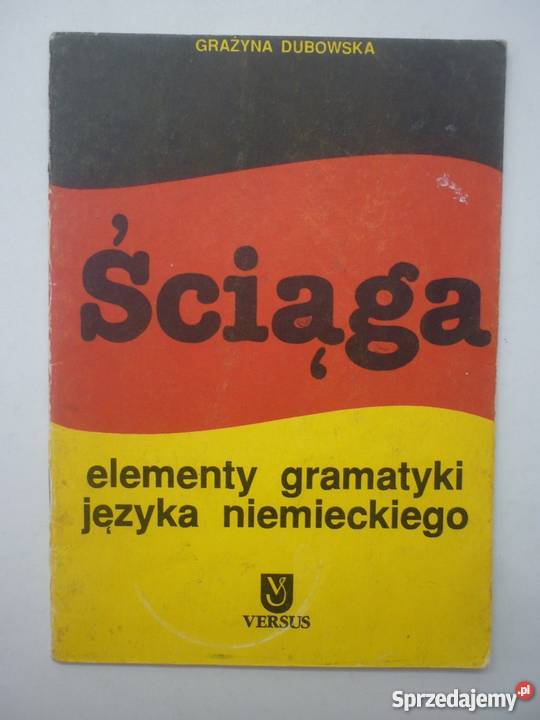 GRAŻYNA DUBOWSKA
Ściąga
elementy gramatyki
języka niemieckiego
VERSUS
Sprzedajemy.pl